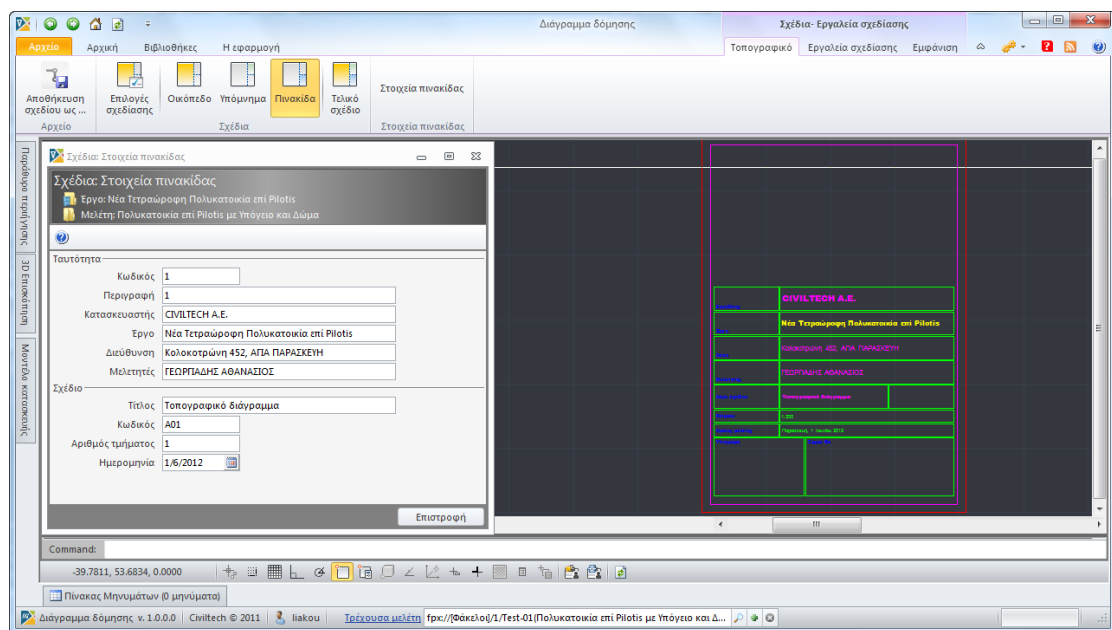 Διάγραμμα δόμησης
Σχέδια- Εργαλεία σχεδίασης
Αρχείο Αρχική Βιβλιοθήκες Η εφαρμογή Τοπογραφικό Εργαλεία σχεδίασης Εμφάνιση
Αποθήκευση σχεδίου ως ...
Επιλογές σχεδίασης
Οικόπεδο
Υπόμνημα
Πινακίδα
Τελικό σχέδιο
Στοιχεία πινακίδας
Αρχείο Σχέδια Στοιχεία πινακίδας
Παράθυρο περιήγησης
3D Επισκόπηση
Μοντέλο κατασκευής
Σχέδια: Στοιχεία πινακίδας
Σχέδια: Στοιχεία πινακίδας
Έργο: Νέα Τετραώροφη Πολυκατοικία επί Pilotis
Μελέτη: Πολυκατοικία επί Pilotis με Υπόγειο και Δώμα
Ταυτότητα
Κωδικός 1
Περιγραφή 1
Κατασκευαστής CIVILTECH A.E.
Έργο Νέα Τετραώροφη Πολυκατοικία επί Pilotis
Διεύθυνση Κολοκοτρώνη 452, ΑΓΙΑ ΠΑΡΑΣΚΕΥΗ
Μελετητές ΓΕΩΡΓΙΑΔΗΣ ΑΘΑΝΑΣΙΟΣ
Σχέδιο
Τίτλος Τοπογραφικό διάγραμμα
Κωδικός A01
Αριθμός τμήματος 1
Ημερομηνία 1/6/2012
Επιστροφή
CIVILTECH A.E.
Νέα Τετραώροφη Πολυκατοικία επί Pilotis
Κολοκοτρώνη 452, ΑΓΙΑ ΠΑΡΑΣΚΕΥΗ
ΓΕΩΡΓΙΑΔΗΣ ΑΘΑΝΑΣΙΟΣ
Τοπογραφικό διάγραμμα
Παρασκευή, 1 Ιουνίου 2012
Command:
-39.7811, 53.6834, 0.0000
Πίνακας Μηνυμάτων (0 μηνύματα)
Διάγραμμα δόμησης v. 1.0.0.0 Civiltech © 2011 liakou Τρέχουσα μελέτη fpx://[Φάκελοι]/1/Test-01(Πολυκατοικία επί Pilotis με Υπόγειο και Δ...